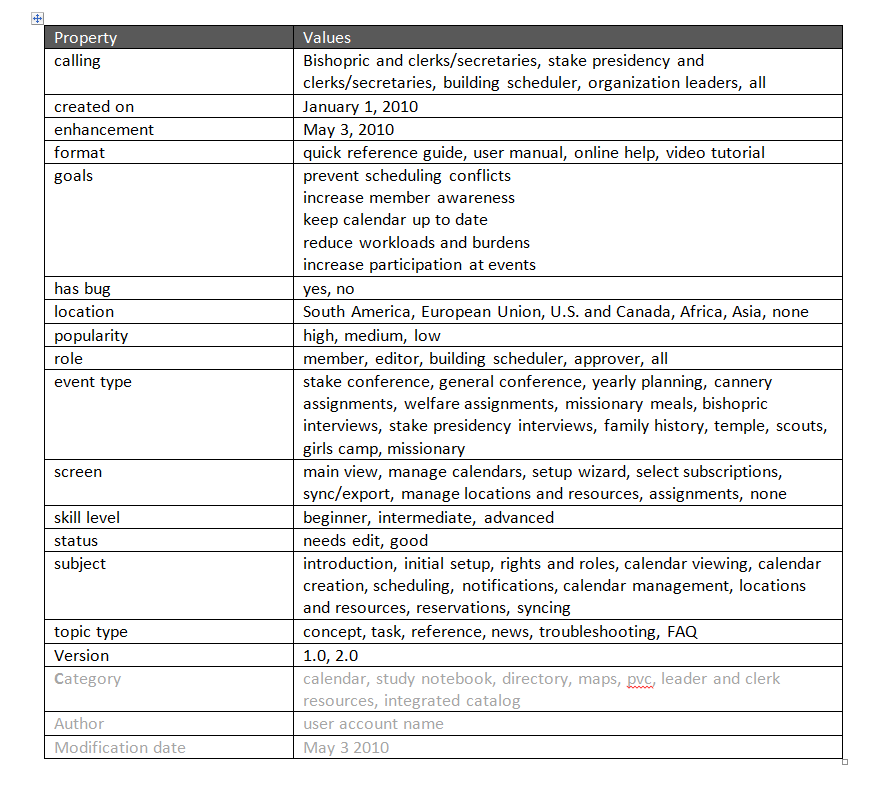 Property Values
calling Bishopric and clerks/secretaries, stake presidency and
clerks/secretaries, building scheduler, organization leaders, all
created on January 1, 2010
enhancement May 3, 2010
format quick reference guide, user manual, online help, video tutorial
goals prevent scheduling conflicts
increase member awareness
keep calendar up to date
reduce workloads and burdens
increase participation at events
has bug yes, no
location South America, European Union, U.S. and Canada, Africa, Asia, none
popularity high, medium, low
role member, editor, building scheduler, approver, all
event type stake conference, general conference, yearly planning, cannery
assignments, welfare assignments, missionary meals, bishopric
interviews, stake presidency interviews, family history, temple, scouts,
girls camp, missionary
screen main view, manage calendars, setup wizard, select subscriptions,
sync/export, manage locations and resources, assignments, none
skill level beginner, intermediate, advanced
status needs edit, good
subject introduction, initial setup, rights and roles, calendar viewing, calendar
creation, scheduling, notifications, calendar management, locations
and resources, reservations, syncing
topic type concept, task, reference, news, troubleshooting, FAQ
Version 1.0, 2.0
Category calendar, study notebook, directory, maps, pvc, leader and clerk
resources, integrated catalog
Author user account name
Modification date May 3 2010